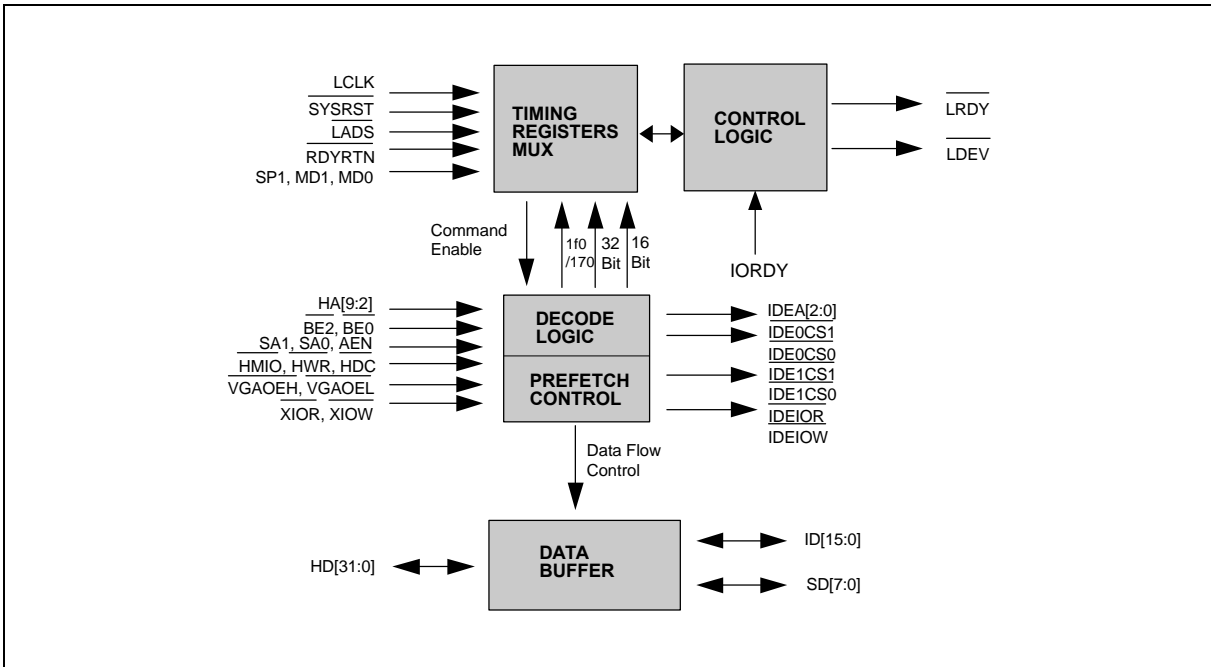 LCLK
SYSRST
LADS
RDYRTN
SP1, MD1, MD0
TIMING
REGISTERS
MUX
CONTROL
LOGIC
LRDY
LDEV
Command
Enable
1f0
/170
32
Bit
16
Bit
IORDY
HA[9:2]
BE2, BE0
SA1, SA0, AEN
HMIO, HWR, HDC
VGAOEH, VGAOEL
XIOR, XIOW
DECODE
LOGIC
PREFETCH
CONTROL
IDEA[2:0]
IDE0CS1
IDE0CS0
IDE1CS1
IDE1CS0
IDEIOR
IDEIOW
Data Flow
Control
HD[31:0]
DATA
BUFFER
ID[15:0]
SD[7:0]